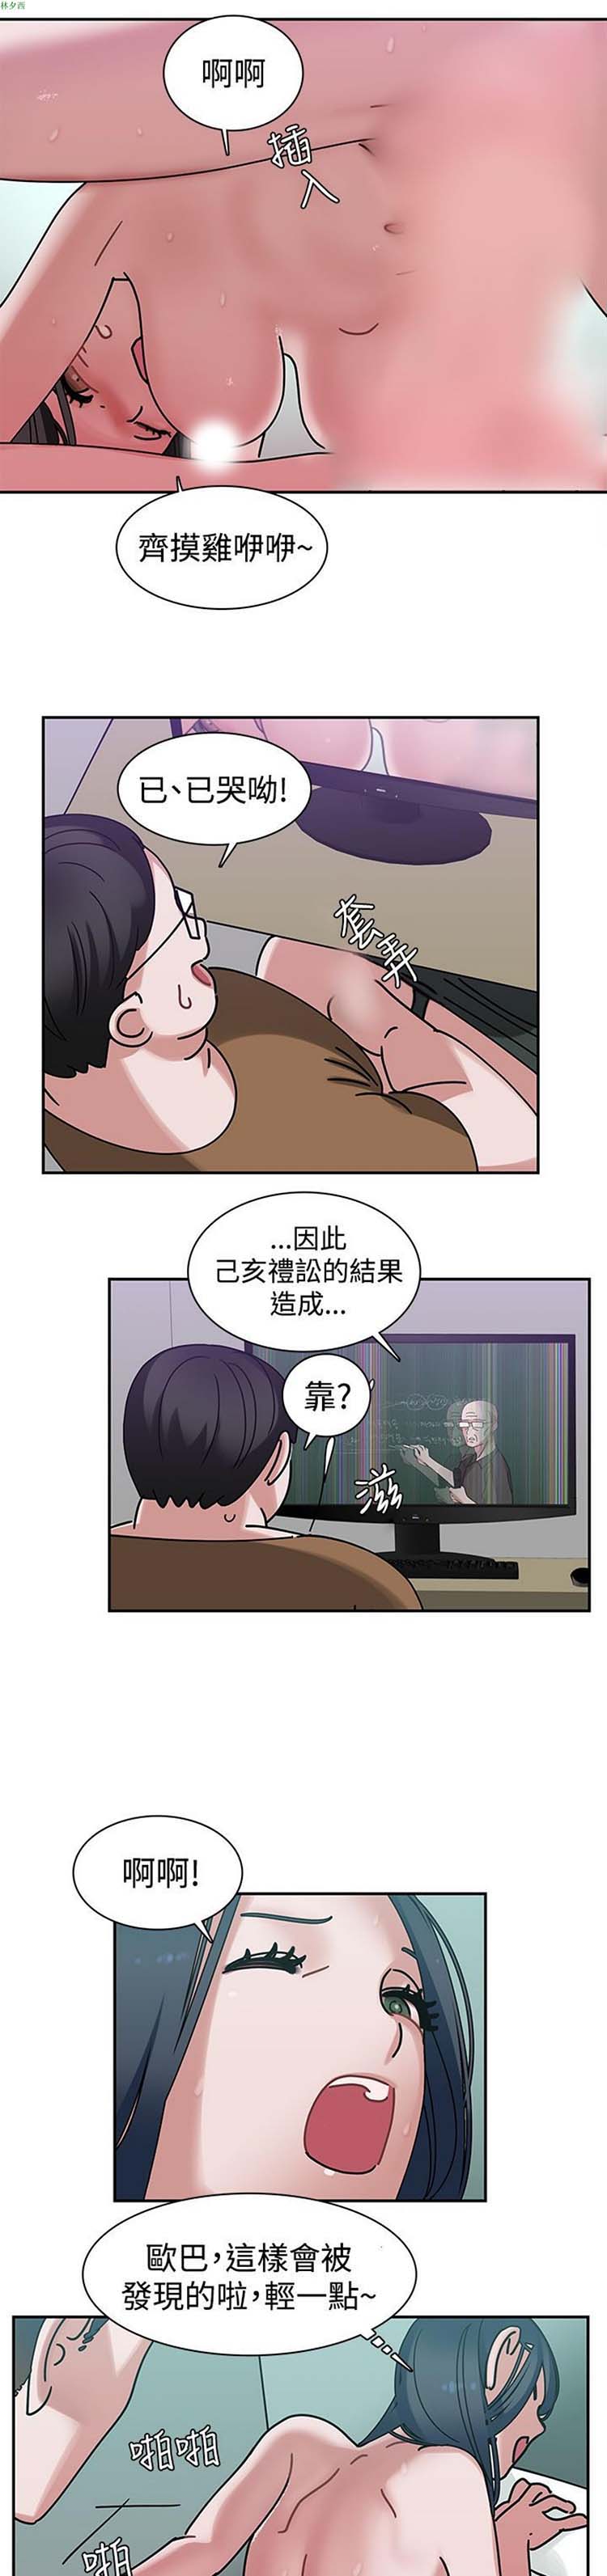 林夕西
啊啊
插
入
齊摸雞咿咿~
已、已哭呦!
套
弄
...因此
己亥禮訟的結果
造成...
靠?
滋
啊啊!
歐巴,這樣會被
發現的啦,輕一點~
啪啪
啪